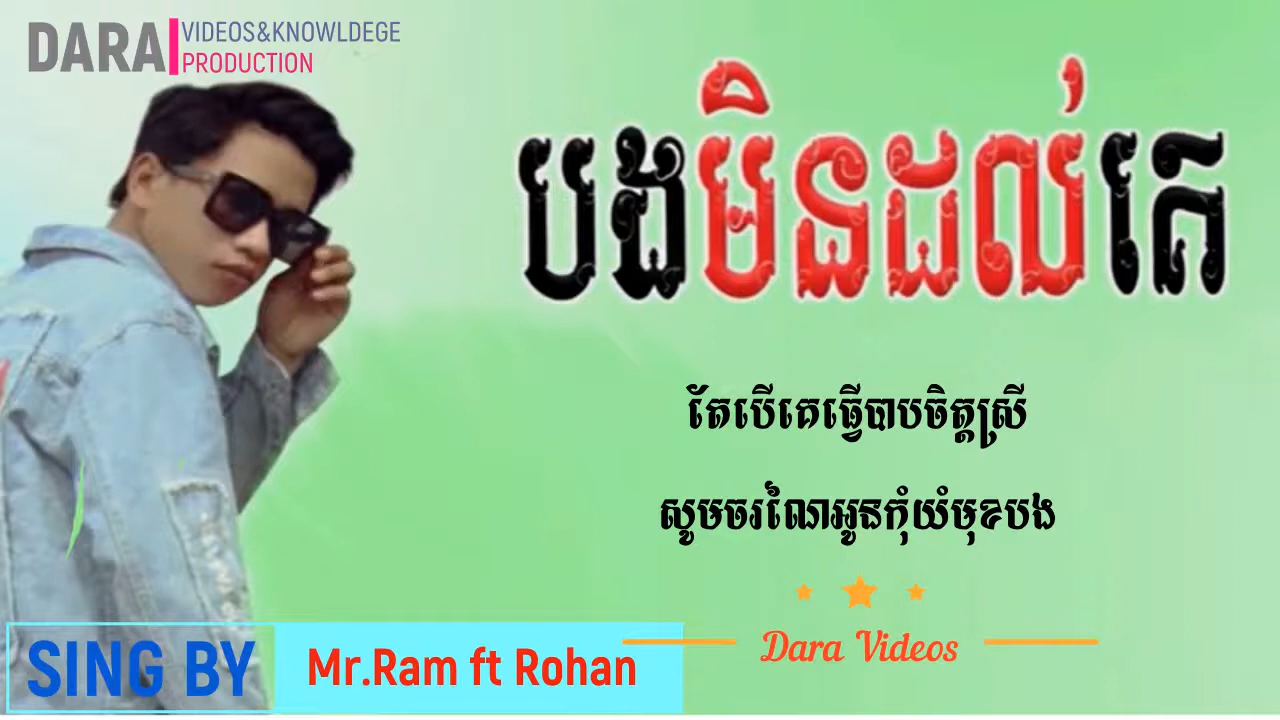 DARA
VIDEOS&KNOWLDEGE
PRODUCTION
បងមិនដល់គេ
តែបើគេធ្វើបាបចិត្តស្រី
សូមចរណៃអូនកុំយំមុខបង
Dara Videos
SING BY
Mr.Ram ft Rohan